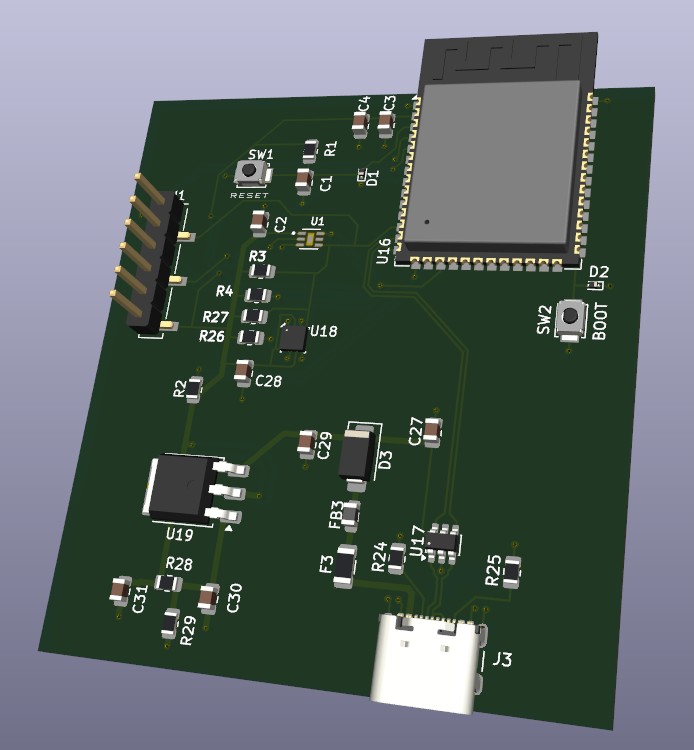 C4
C3
R1
SW1
D1
C1
RESET
C2
U1
U16
R3
D2
R4
SW2
BOOT
R27
U18
R26
C28
R2
C27
C29
D3
FB3
U19
U17
R24
F3
R28
R25
C31
C30
R29
J3